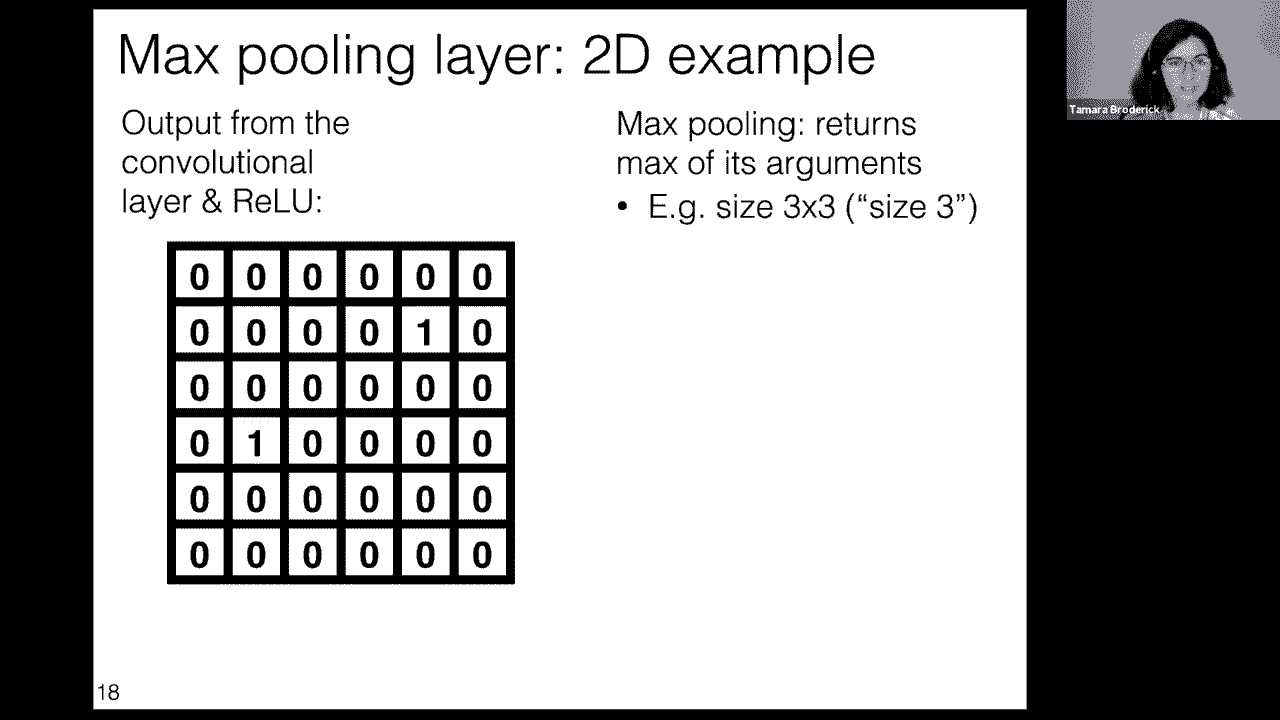 Max pooling layer: 2D example
Output from the
convolutional
layer & ReLU:
0 0 0 0 0 0
0 0 0 0 1 0
0 0 0 0 0 0
0 1 0 0 0 0
0 0 0 0 0 0
0 0 0 0 0 0
Max pooling: returns
max of its arguments
• E.g. size 3x3 (“size 3”)
18
Tamara Broderick